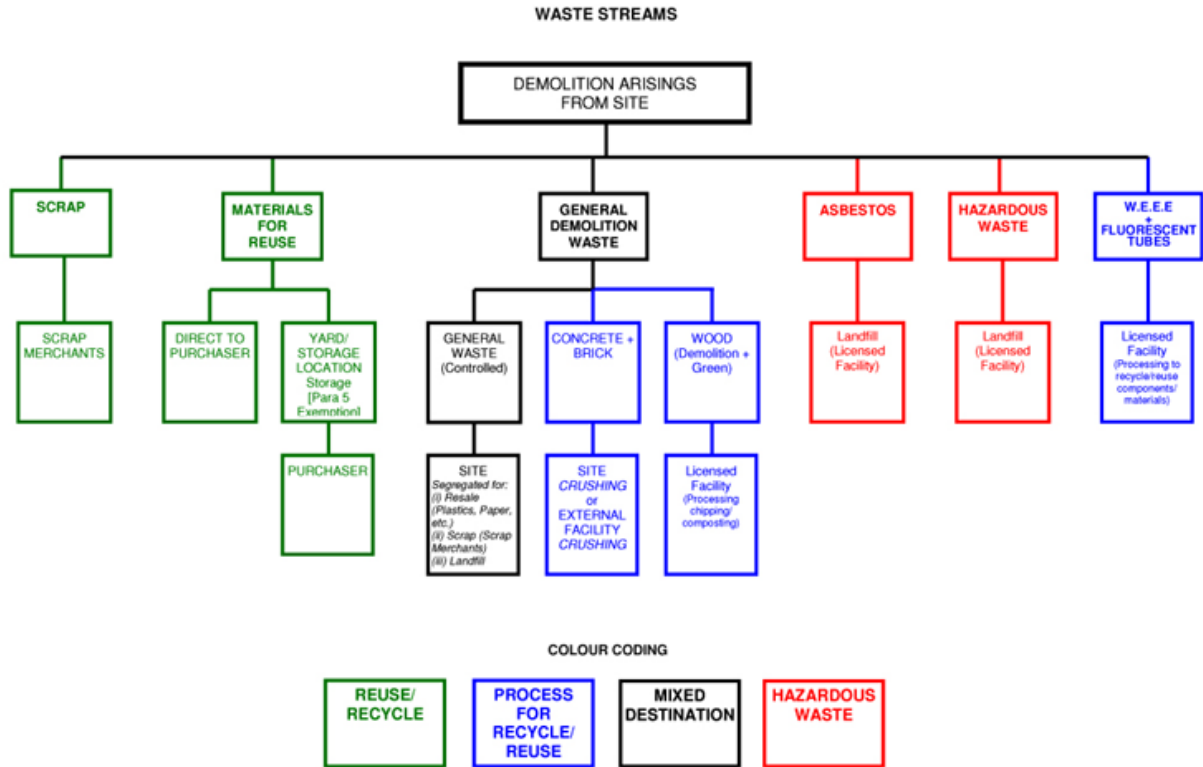 WASTE STREAMS
DEMOLITION ARISINGS
FROM SITE
SCRAP
MATERIALS
FOR
REUSE
GENERAL
DEMOLITION
WASTE
ASBESTOS
HAZARDOUS
WASTE
W.E.E.E
+
FLUORESCENT
TUBES
SCRAP
MERCHANTS
DIRECT TO
PURCHASER
YARD/
STORAGE
LOCATION
Storage
[Para 5
Exemption]
GENERAL
WASTE
(Controlled)
CONCRETE +
BRICK
WOOD
(Demolition +
Green)
Landfill
(Licensed
Facility)
Landfill
(Licensed
Facility)
Licensed
Facility
(Processing to
recycle/reuse
components/
materials)
PURCHASER
SITE
Segregated for:
(i) Resale
(Plastics, Paper,
etc.)
(ii) Scrap (Scrap
Merchants)
(iii) Landfill
SITE
CRUSHING
or
EXTERNAL
FACILITY
CRUSHING
Licensed
Facility
(Processing
chipping/
composting)
COLOUR CODING
REUSE/
RECYCLE
PROCESS
FOR
RECYCLE/
REUSE
MIXED
DESTINATION
HAZARDOUS
WASTE